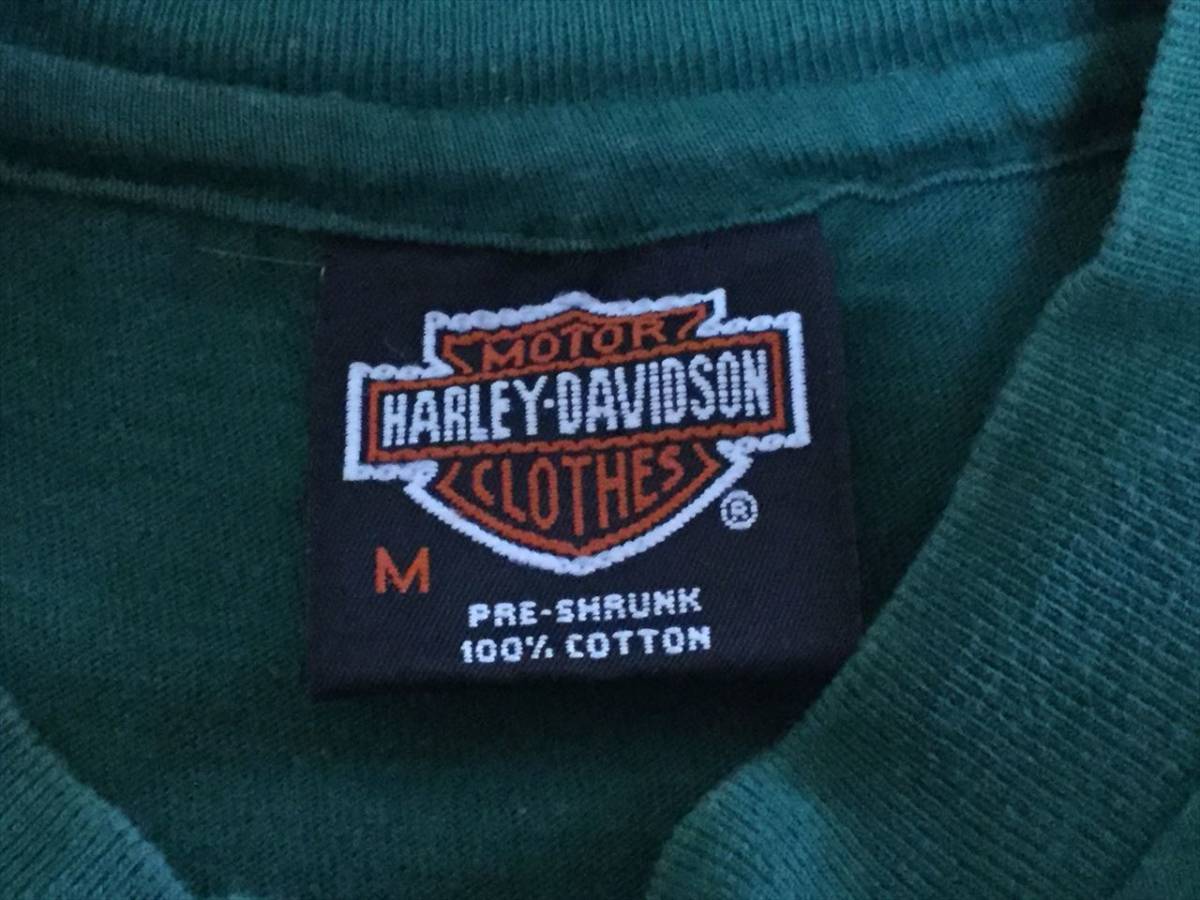 MOTOR
HARLEY-DAVIDSON
CLOTHES
®
M
PRE-SHRUNK
100% COTTON